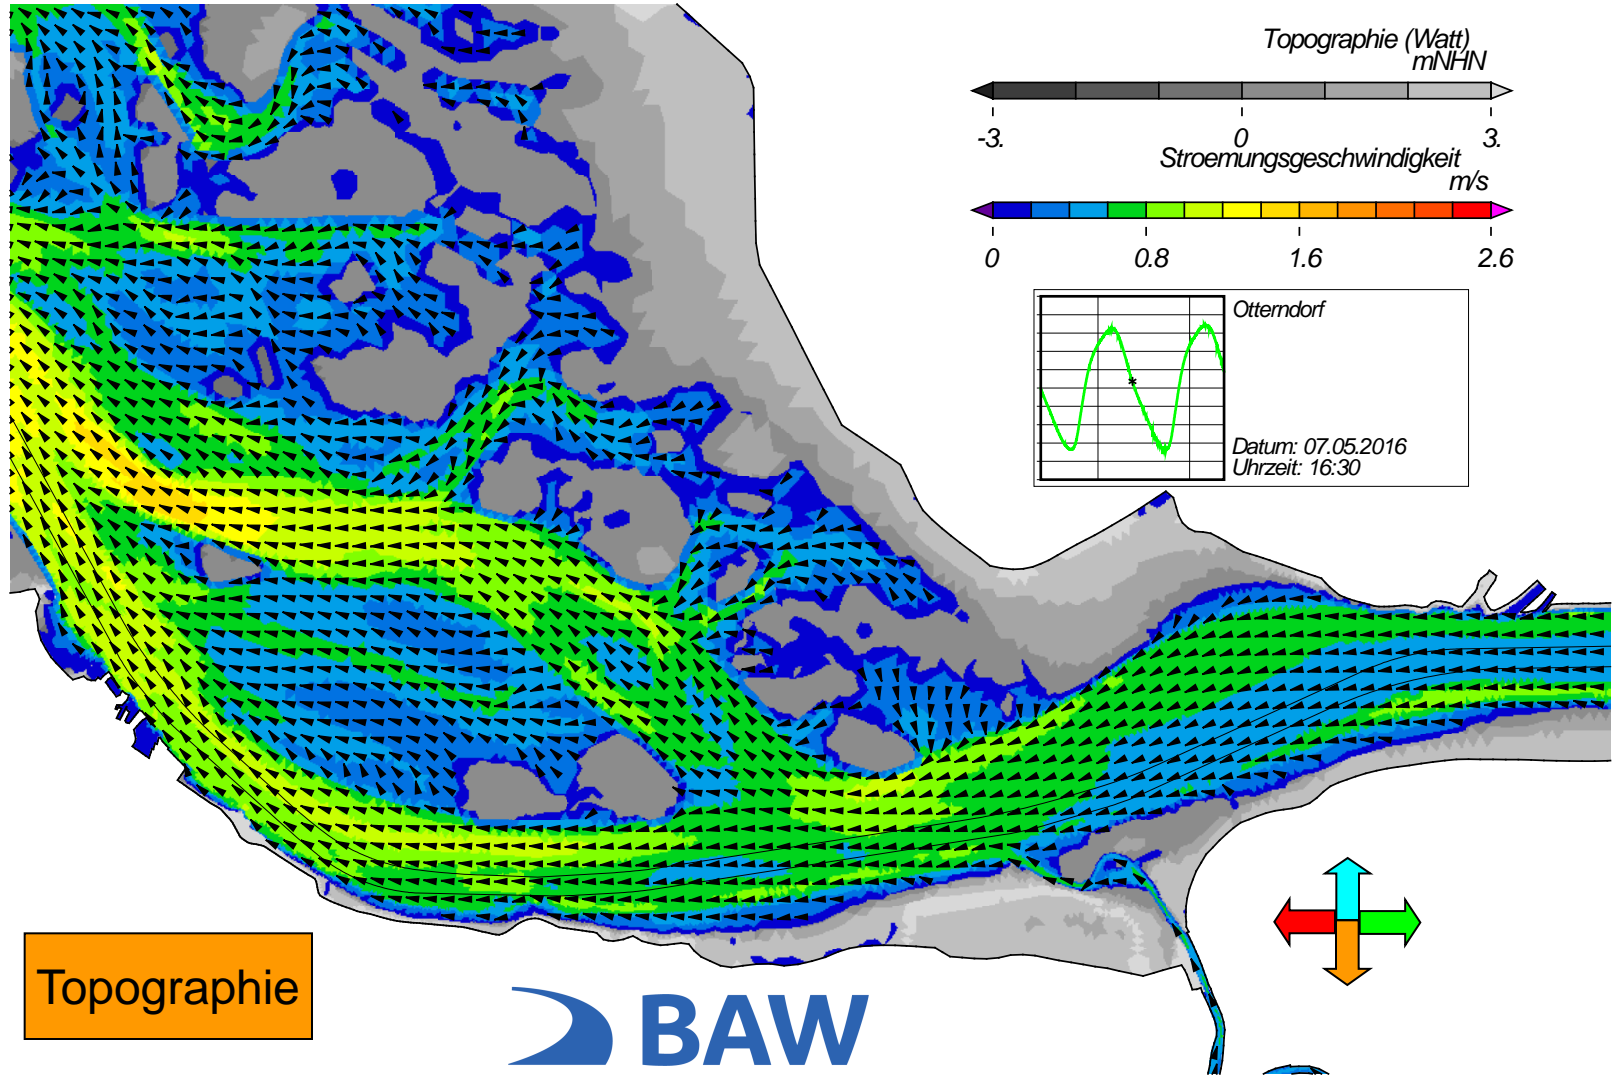 Topographie (Watt)
mNHN
-3. 0 3.
Stroemungsgeschwindigkeit
m/s
0 0.8 1.6 2.6
Otterndorf
Datum: 07.05.2016
Uhrzeit: 16:30
Topographie
BAW